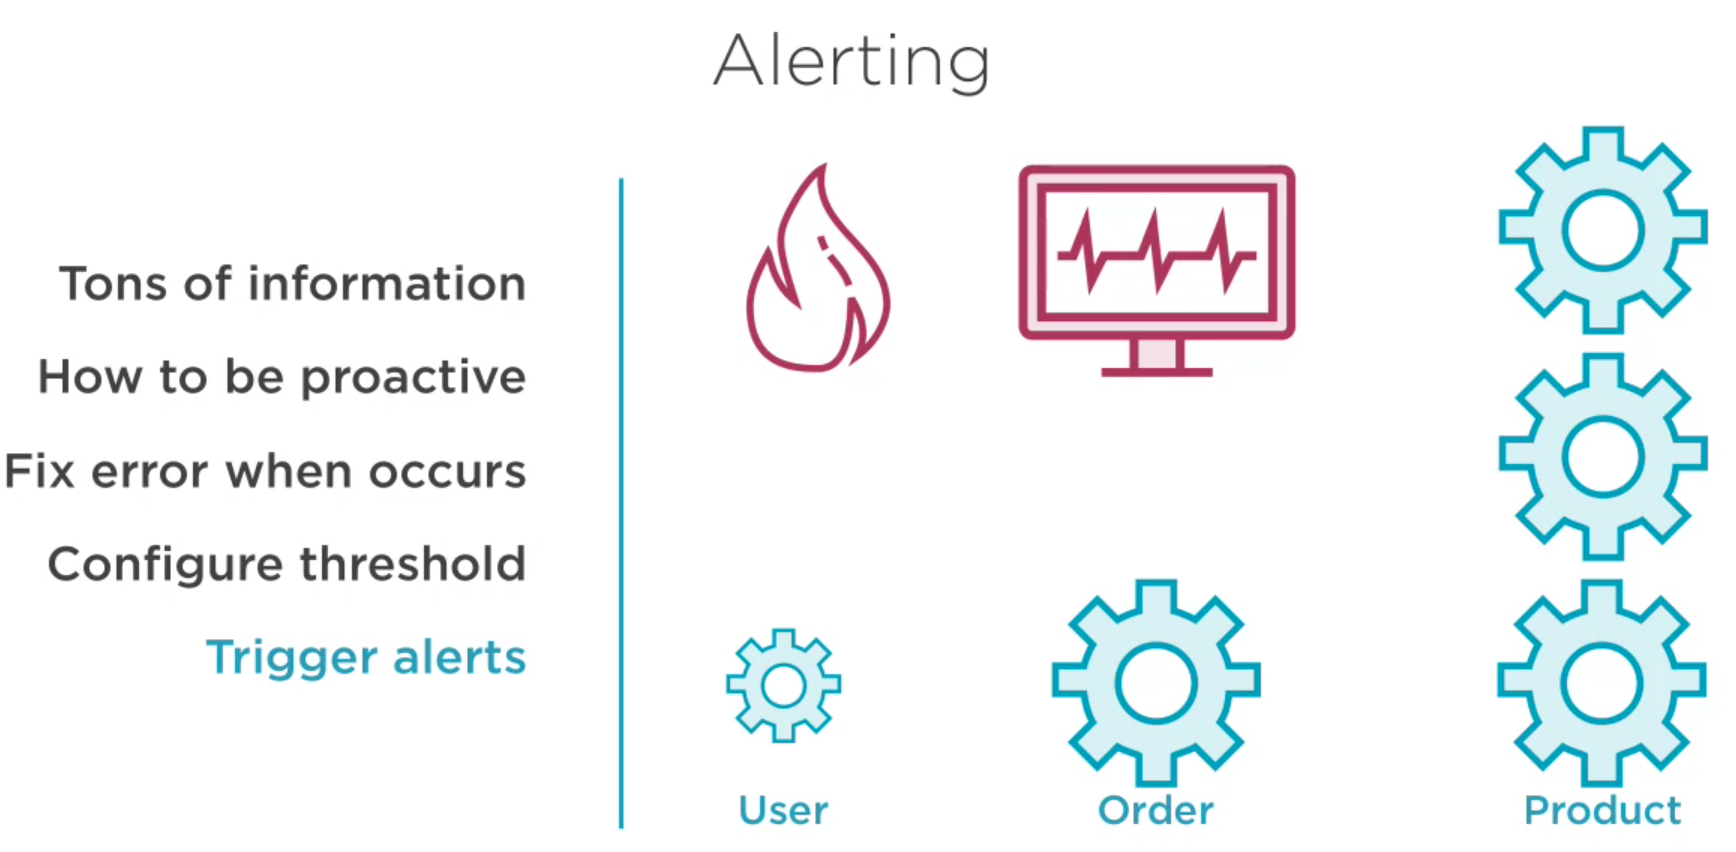 Alerting
Tons of information
How to be proactive
Fix error when occurs
Configure threshold
Trigger alerts
User
Order
Product